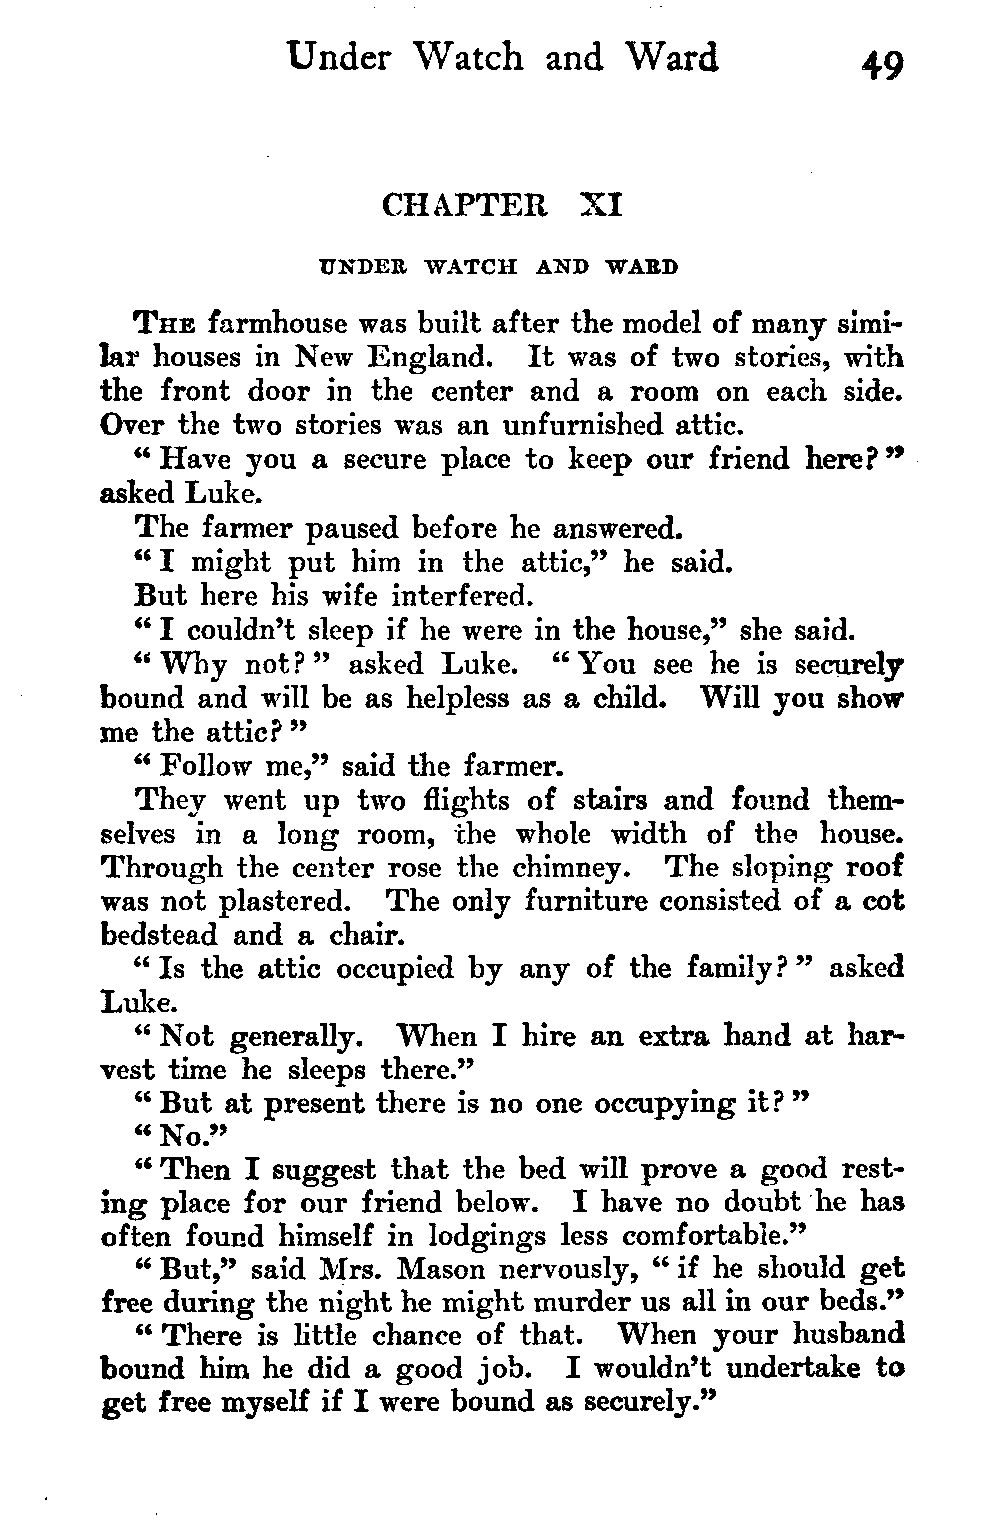 Under Watch and Ward 49
CHAPTER XI
UNDER WATCH AND WARD
THE farmhouse was built after the model of many simi-
lar houses in New England. It was of two stories, with
the front door in the center and a room on each side.
Over the two stories was an unfurnished attic.
“Have you a secure place to keep our friend here?”
asked Luke.
The farmer paused before he answered.
“I might put him in the attic,” he said.
But here his wife interfered.
“I couldn’t sleep if he were in the house,” she said.
“Why not?” asked Luke. “You see he is securely
bound and will be as helpless as a child. Will you show
me the attic?”
“Follow me,” said the farmer.
They went up two flights of stairs and found them-
selves in a long room, the whole width of the house.
Through the center rose the chimney. The sloping roof
was not plastered. The only furniture consisted of a cot
bedstead and a chair.
“Is the attic occupied by any of the family?” asked
Luke.
“Not generally. When I hire an extra hand at har-
vest time he sleeps there.”
“But at present there is no one occupying it?”
“No.”
“Then I suggest that the bed will prove a good rest-
ing place for our friend below. I have no doubt he has
often found himself in lodgings less comfortable.”
“But,” said Mrs. Mason nervously, “if he should get
free during the night he might murder us all in our beds.”
“There is little chance of that. When your husband
bound him he did a good job. I wouldn’t undertake to
get free myself if I were bound as securely.”